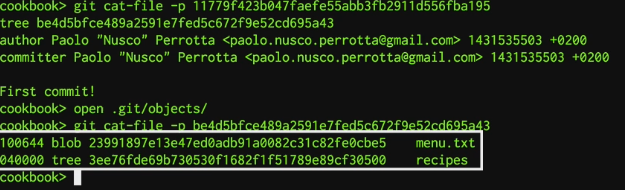 cookbook> git cat-file -p 11779f423b047faefe55abb3fb2911d556fba195
tree be4d5bfce489a2591e7fed5c672f9e52cd695a43
author Paolo "Nusco" Perrotta <paolo.nusco.perrotta@gmail.com> 1431535503 +0200
committer Paolo "Nusco" Perrotta <paolo.nusco.perrotta@gmail.com> 1431535503 +0200
First commit!
cookbook> open .git/objects/
cookbook> git cat-file -p be4d5bfce489a2591e7fed5c672f9e52cd695a43
100644 blob 23991897e13e47ed0adb91a0082c31c82fe0cbe5 menu.txt
040000 tree 3ee76fde69b730530f1682f1f51789e89cf30500 recipes
cookbook>